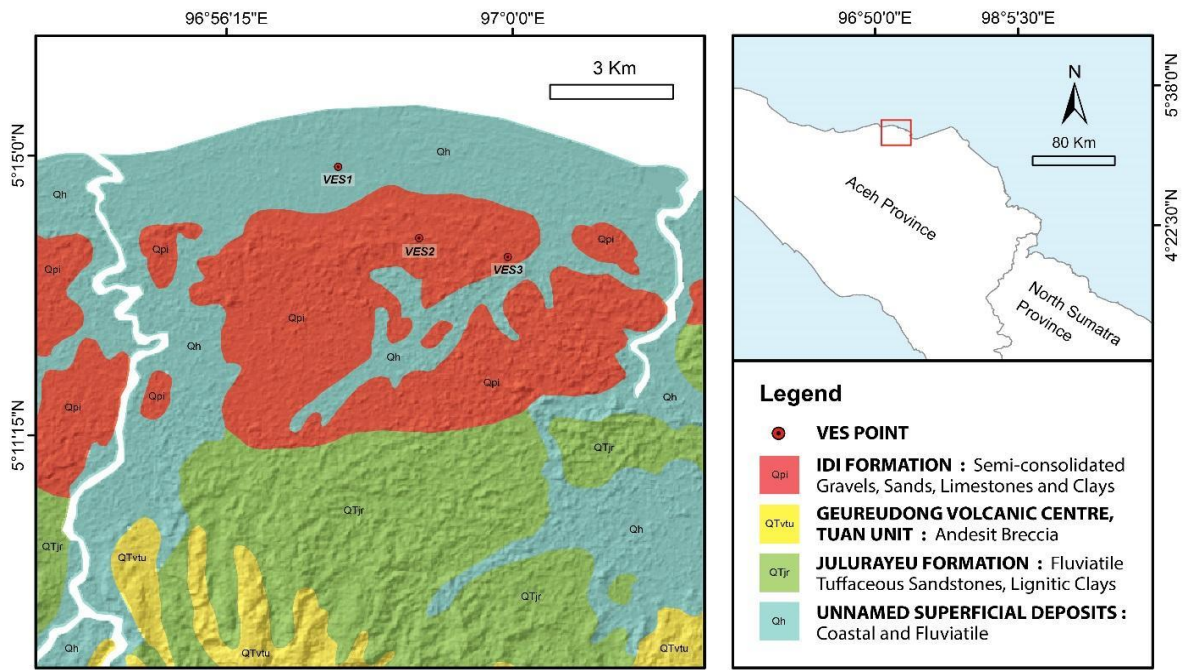 96°56'15"E
97°0'0"E
96°50'0"E
98°5'30"E
3 Km
N
5°38'0"N
80 Km
5°15'0"N
Qh
VES1
Qh
Aceh Province
4°22'30"N
Qpi
Qpi
VES2
Qpi
VES3
North Sumatra
Province
Qpi
Qh
Qh
Qpi
Qpi
Qh
Legend
5°11'15"N
VES POINT
QTjr
Qpi
IDI FORMATION : Semi-consolidated
Gravels, Sands, Limestones and Clays
QTjr
QTvtu
GEUREUDONG VOLCANIC CENTRE,
TUAN UNIT : Andesit Breccia
Qh
QTjr
QTvtu
QTjr
JULURAYEU FORMATION : Fluviatile
Tuffaceous Sandstones, Lignitic Clays
QTjr
Qh
UNNAMED SUPERFICIAL DEPOSITS :
Coastal and Fluviatile
Qh
QTvtu
QTvtu